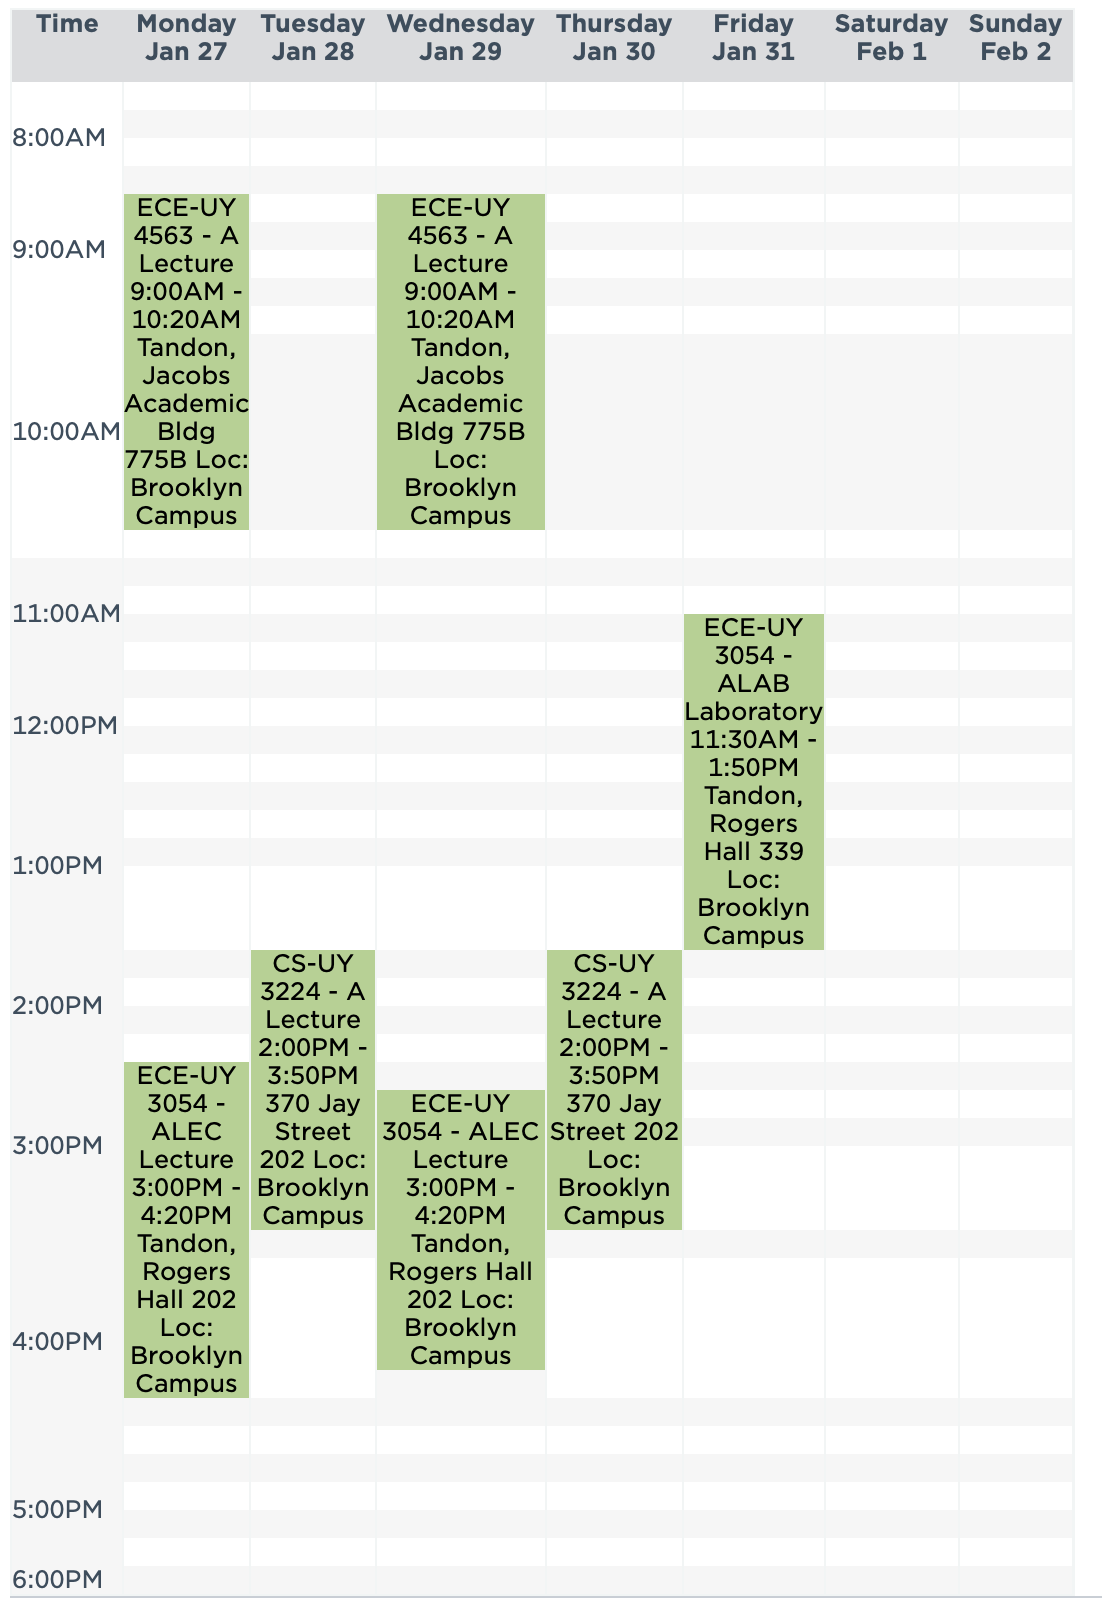 Time
Monday
Jan 27
Tuesday
Jan 28
Wednesday
Jan 29
Thursday
Jan 30
Friday
Jan 31
Saturday
Feb 1
Sunday
Feb 2
8:00AM
9:00AM
10:00AM
11:00AM
12:00PM
1:00PM
2:00PM
3:00PM
4:00PM
5:00PM
6:00PM
ECE-UY
4563 - A
Lecture
9:00AM -
10:20AM
Tandon,
Jacobs
Academic
Bldg
775B Loc:
Brooklyn
Campus
ECE-UY
3054 -
ALEC
Lecture
3:00PM -
4:20PM
Tandon,
Rogers
Hall 202
Loc:
Brooklyn
Campus
CS-UY
3224 - A
Lecture
2:00PM -
3:50PM
370 Jay
Street
202 Loc:
Brooklyn
Campus
ECE-UY
4563 - A
Lecture
9:00AM -
10:20AM
Tandon,
Jacobs
Academic
Bldg 775B
Loc:
Brooklyn
Campus
ECE-UY
3054 - ALEC
Lecture
3:00PM -
4:20PM
Tandon,
Rogers Hall
202 Loc:
Brooklyn
Campus
CS-UY
3224 - A
Lecture
2:00PM -
3:50PM
370 Jay
Street 202
Loc:
Brooklyn
Campus
ECE-UY
3054 -
ALAB
Laboratory
11:30AM -
1:50PM
Tandon,
Rogers
Hall 339
Loc:
Brooklyn
Campus